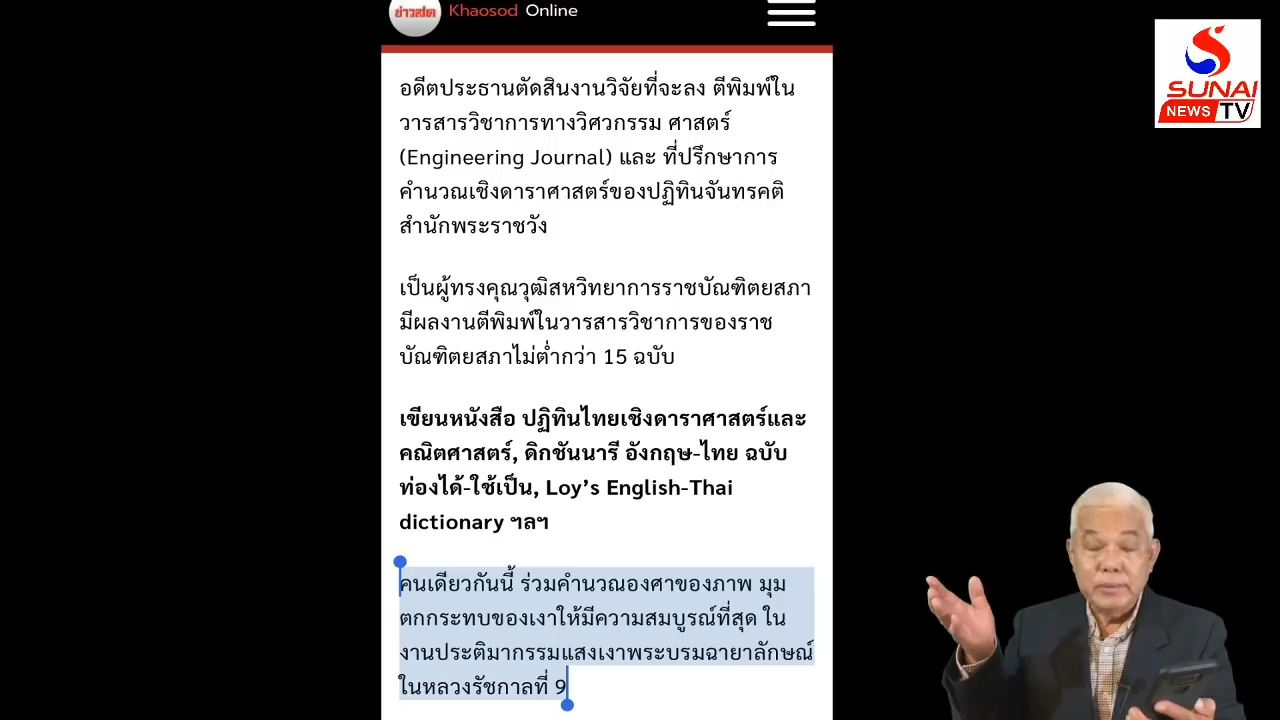 ข่าวสด Khaosod Online
SUNAI
NEWS TV
อดีตประธานตัดสินงานวิจัยที่จะลง ตีพิมพ์ใน
วารสารวิชาการทางวิศวกรรม ศาสตร์
(Engineering Journal) และ ที่ปรึกษาการ
คำนวณเชิงดาราศาสตร์ของปฏิทินจันทรคติ
สำนักพระราชวัง
เป็นผู้ทรงคุณวุฒิสหวิทยาการราชบัณฑิตยสภา
มีผลงานตีพิมพ์ในวารสารวิชาการของราช
บัณฑิตยสภาไม่ต่ำกว่า 15 ฉบับ
เขียนหนังสือ ปฏิทินไทยเชิงดาราศาสตร์และ
คณิตศาสตร์, ดิกชันนารี อังกฤษ-ไทย ฉบับ
ท่องได้-ใช้เป็น, Loy’s English-Thai
dictionary ฯลฯ
คนเดียวกันนี้ ร่วมคำนวณองศาของภาพ มุม
ตกกระทบของเงาให้มีความสมบูรณ์ที่สุด ใน
งานประติมากรรมแสงเงาพระบรมฉายาลักษณ์
ในหลวงรัชกาลที่ 9